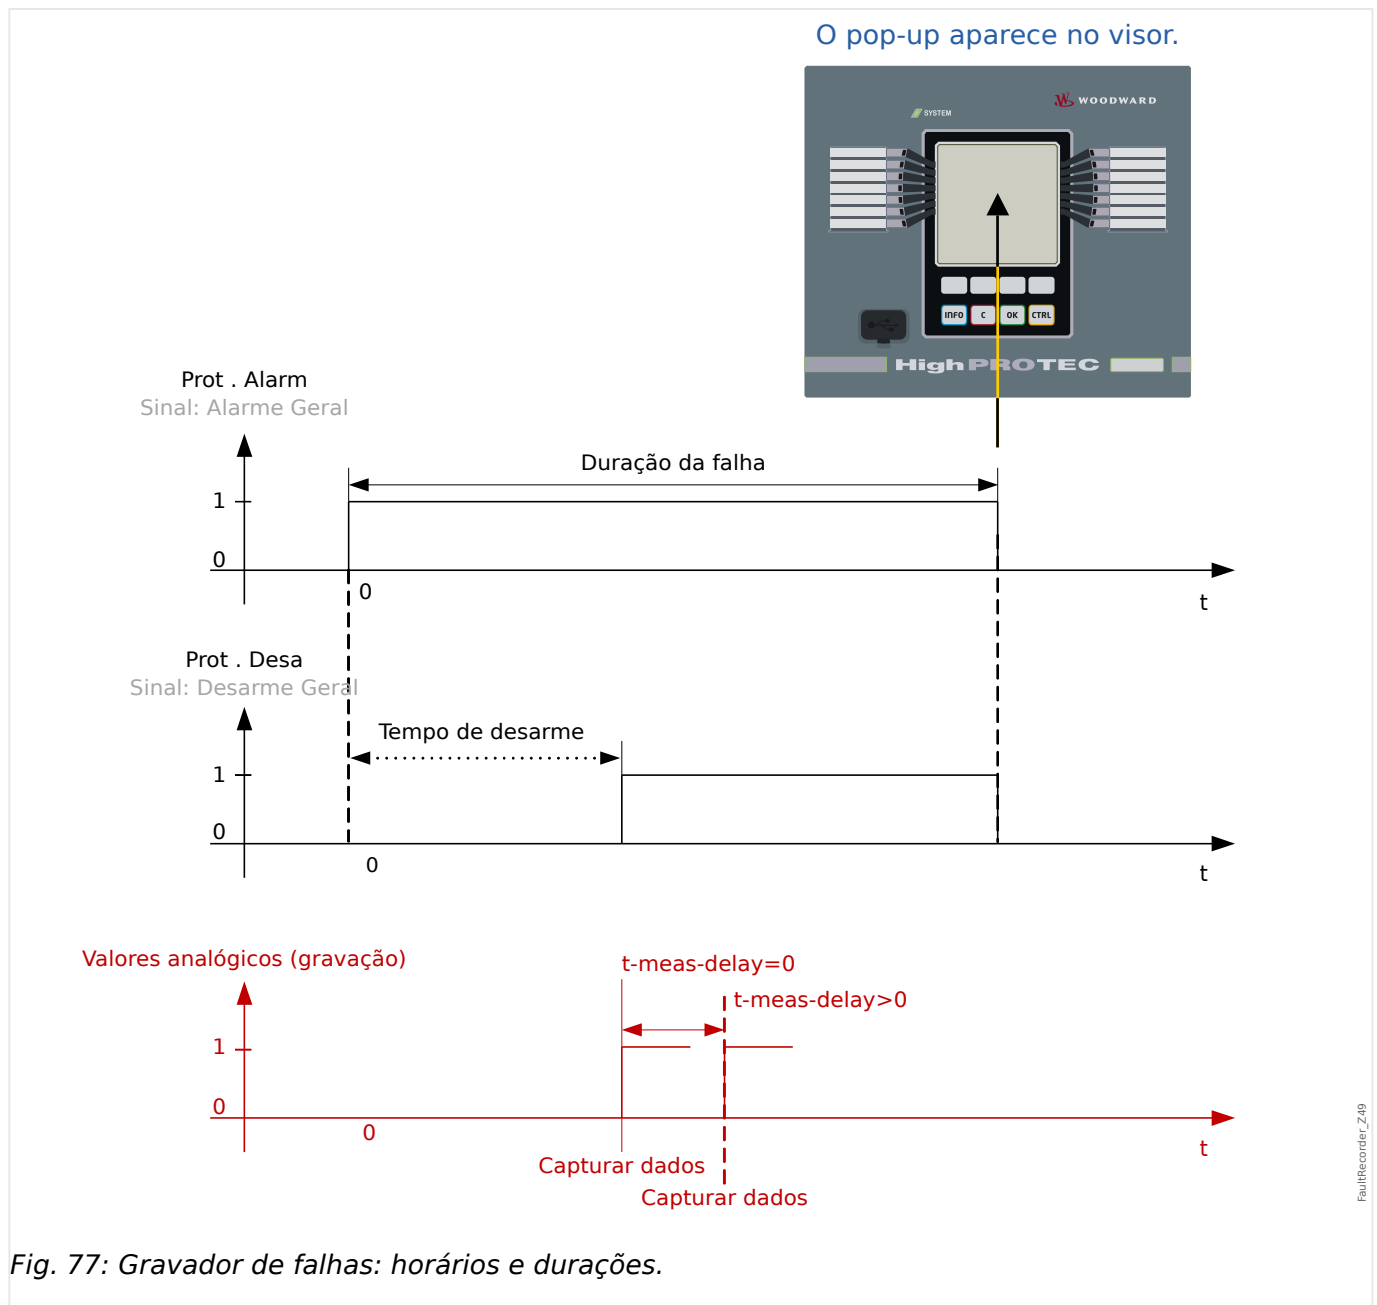 O pop-up aparece no visor.
WOODWARD
SYSTEM
INFO
C
OK
CTRL
HighPROTEC
Prot . Alarm
Sinal: Alarme Geral
Duração da falha
1
0
0
t
Prot . Desa
Sinal: Desarme Geral
Tempo de desarme
1
0
0
t
Valores analógicos (gravação)
t-meas-delay=0
t-meas-delay>0
1
0
0
t
Capturar dados
Capturar dados
FaultRecorder_Z49
Fig. 77: Gravador de falhas: horários e durações.